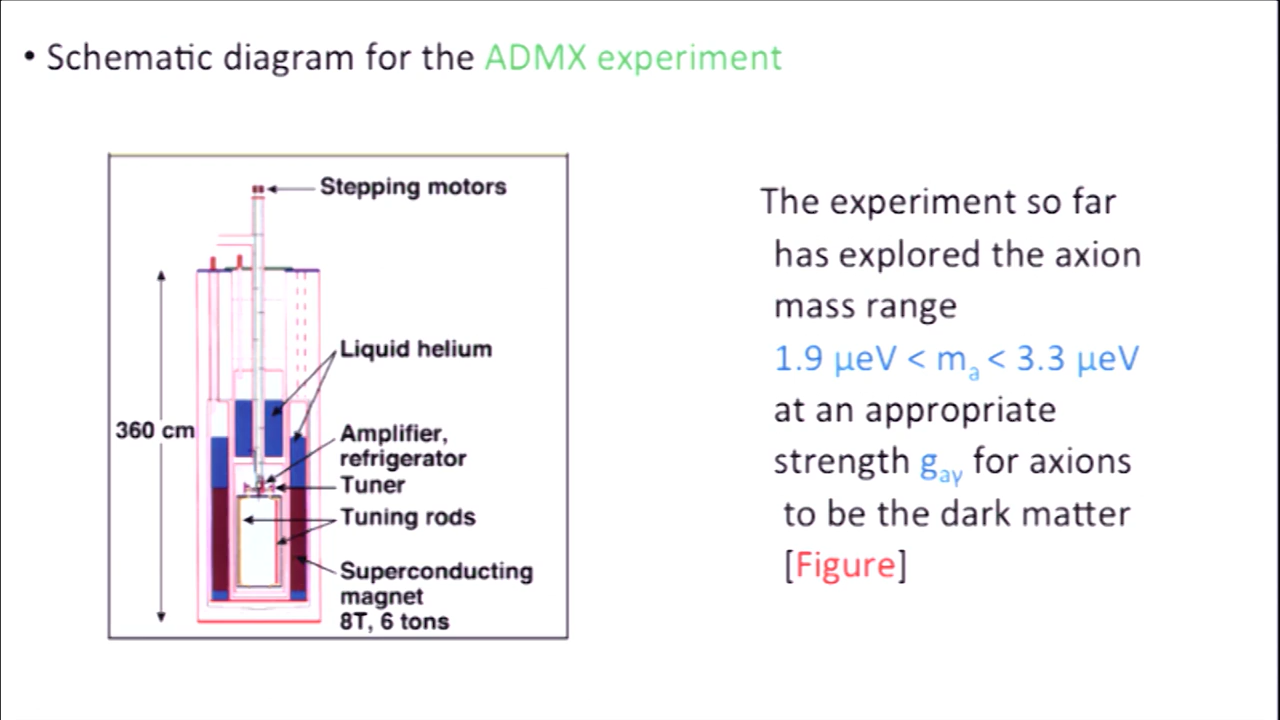 • Schematic diagram for the ADMX experiment
Stepping motors
Liquid helium
360 cm
Amplifier,
refrigerator
Tuner
Tuning rods
Superconducting
magnet
8T, 6 tons
The experiment so far
has explored the axion
mass range
1.9 μeV < mₐ < 3.3 μeV
at an appropriate
strength gₐᵧ for axions
to be the dark matter
[Figure]